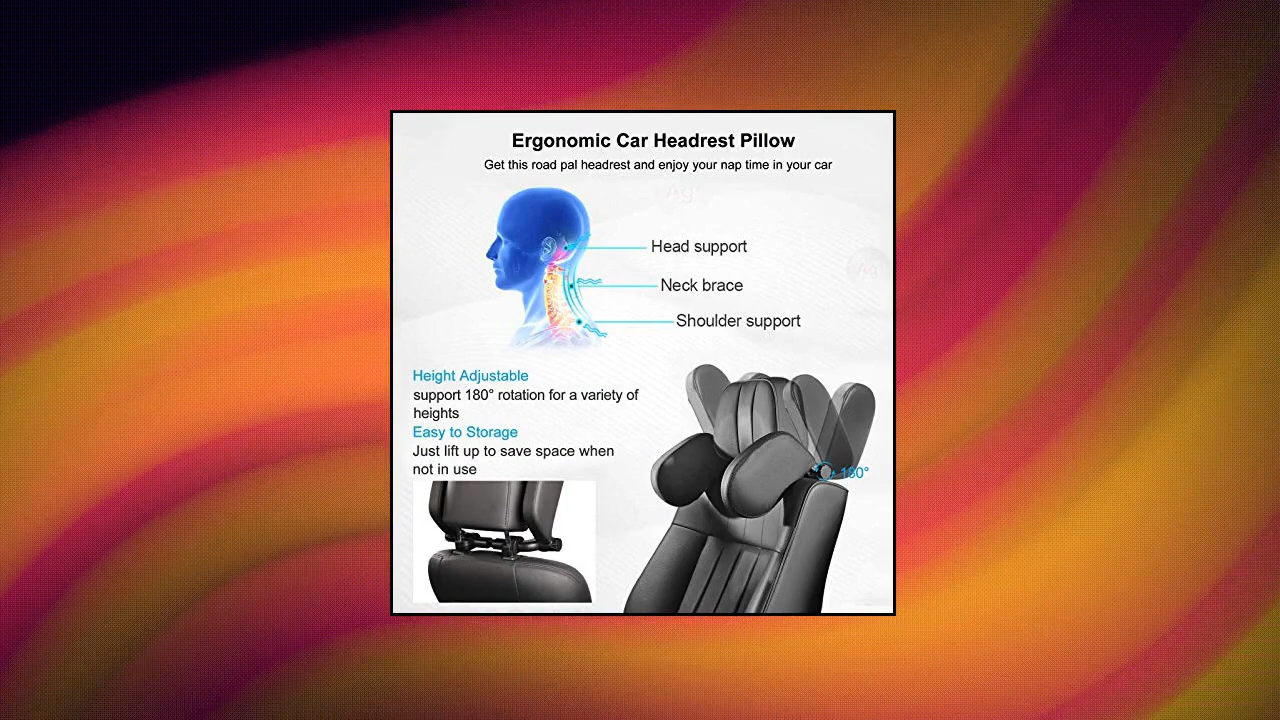 Ergonomic Car Headrest Pillow
Get this road pal headrest and enjoy your nap time in your car
Ag
Head support
Ag
Neck brace
Shoulder support
Height Adjustable
support 180° rotation for a variety of
heights
Easy to Storage
Just lift up to save space when
not in use
180°